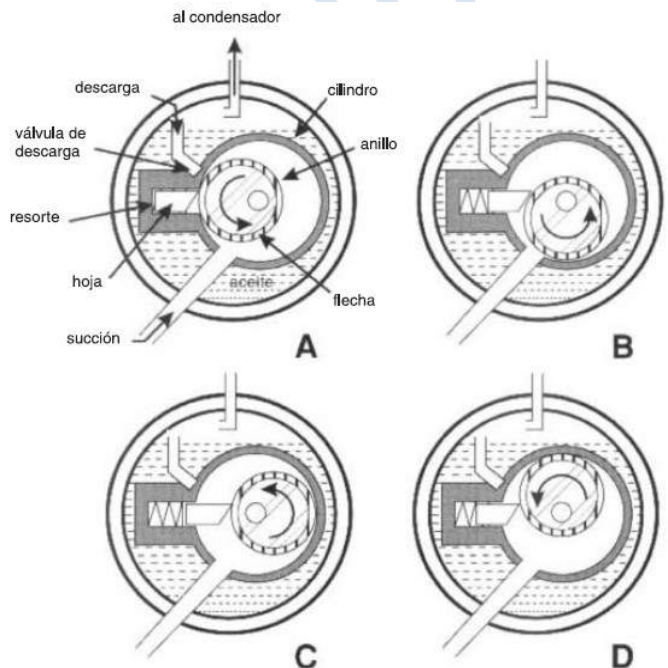 al condensador
descarga
cilindro
válvula de
descarga
anillo
resorte
hoja
aceite
flecha
succión
A
B
C
D